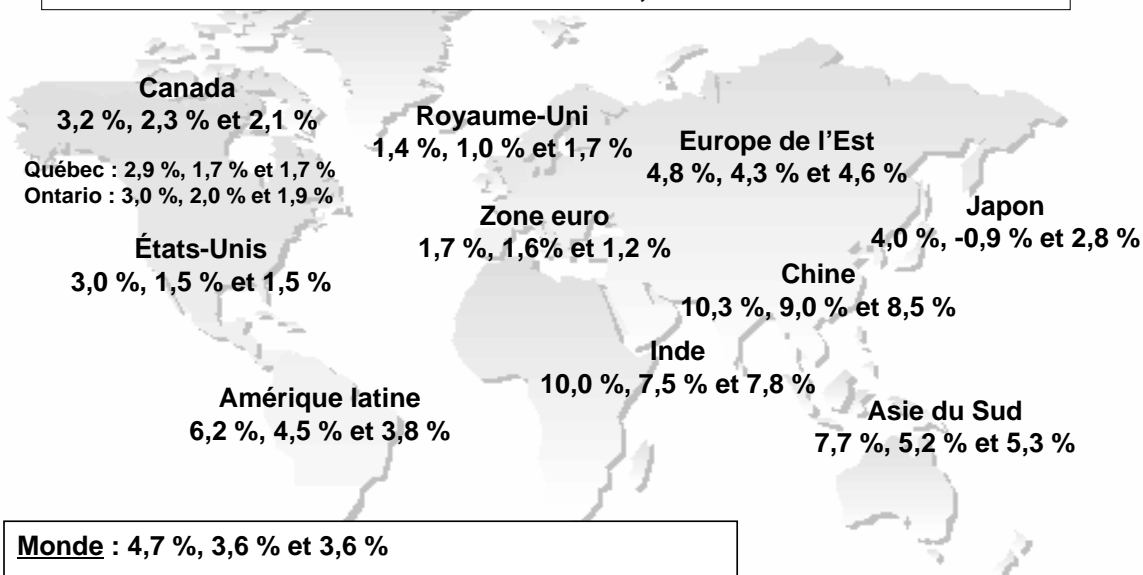 Canada
3,2 %, 2,3 % et 2,1 %
Québec : 2,9 %, 1,7 % et 1,7 %
Ontario : 3,0 %, 2,0 % et 1,9 %
États-Unis
3,0 %, 1,5 % et 1,5 %
Amérique latine
6,2 %, 4,5 % et 3,8 %
Royaume-Uni
1,4 %, 1,0 % et 1,7 %
Zone euro
1,7 %, 1,6% et 1,2 %
Europe de l’Est
4,8 %, 4,3 % et 4,6 %
Japon
4,0 %, -0,9 % et 2,8 %
Chine
10,3 %, 9,0 % et 8,5 %
Inde
10,0 %, 7,5 % et 7,8 %
Asie du Sud
7,7 %, 5,2 % et 5,3 %
Monde : 4,7 %, 3,6 % et 3,6 %